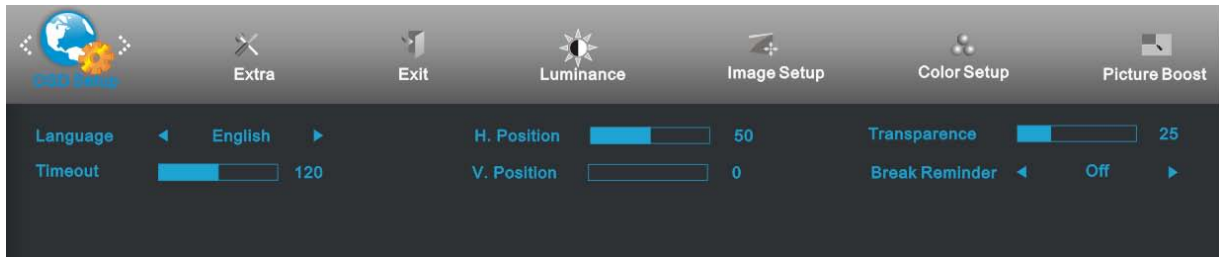 OSD Setup
Extra
Exit
Luminance
Image Setup
Color Setup
Picture Boost
Language English H. Position 50 Transparence 25
Timeout 120 V. Position 0 Break Reminder Off